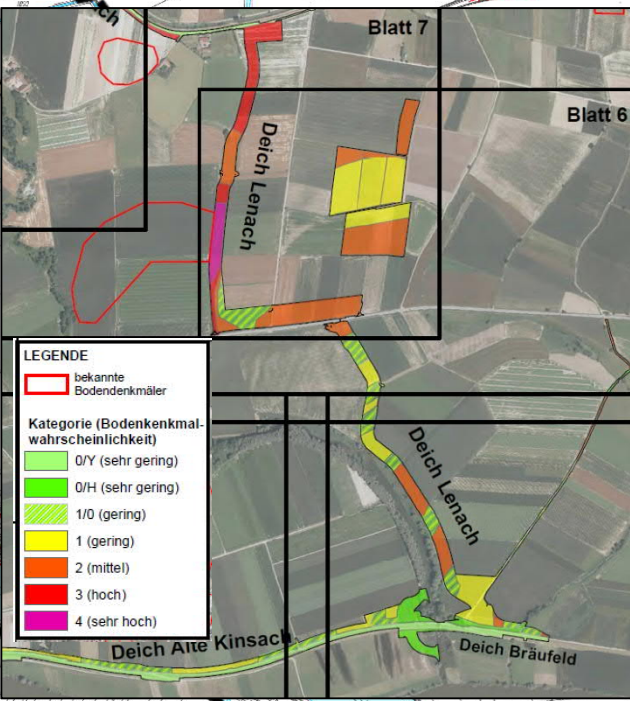 ich
Blatt 7
Blatt 6
Deich Lenach
LEGENDE
bekannte
Bodendenkmäler
Kategorie (Bodenkenkmal-
wahrscheinlichkeit)
0/Y (sehr gering)
0/H (sehr gering)
1/0 (gering)
1 (gering)
2 (mittel)
3 (hoch)
4 (sehr hoch)
Deich Lenach
Deich Alte Kinsach
Deich Bräufeld